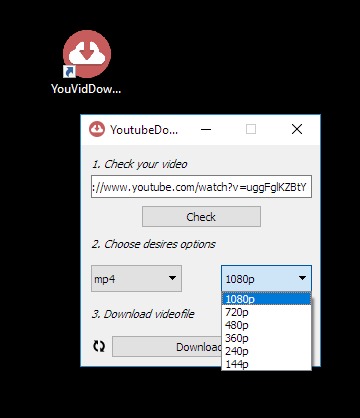 YouVidDow...
YoutubeDo...
1. Check your video
://www.youtube.com/watch?v=uggFglKZBtY
Check
2. Choose desires options
mp4
1080p
1080p
720p
480p
360p
240p
144p
3. Download videofile
Download